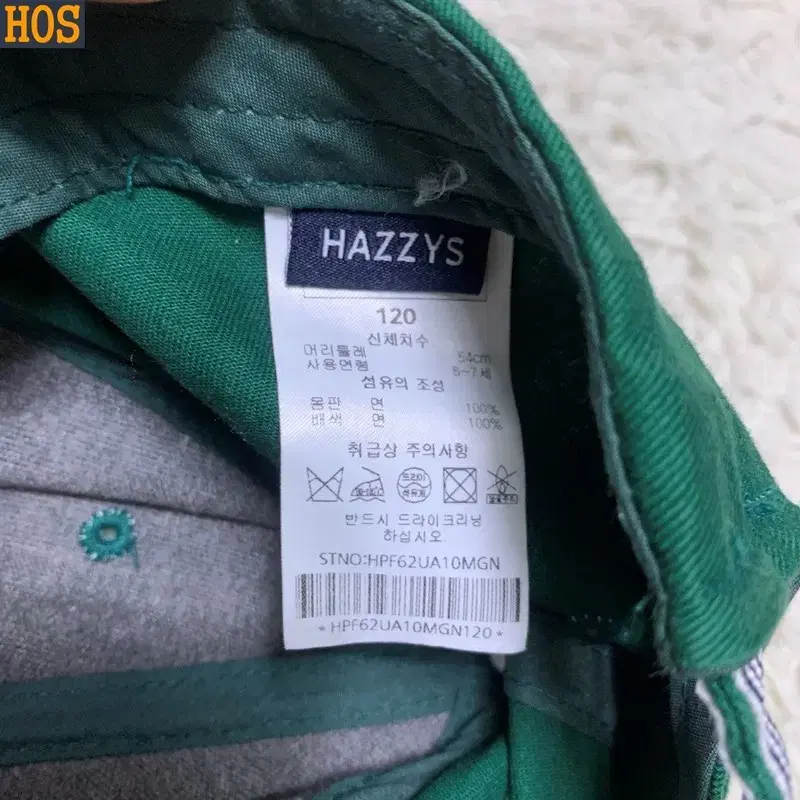 HOS
HAZZYS
120
신체치수
머리둘레 54cm
사용연령 6-7세
섬유의 조성
몸판 면 100%
배색 면 100%
취급상 주의사항
드라이
석유계
반드시 드라이크리닝
하십시오
STNO:HPF62UA10MGN
*HPF62UA10MGN120*